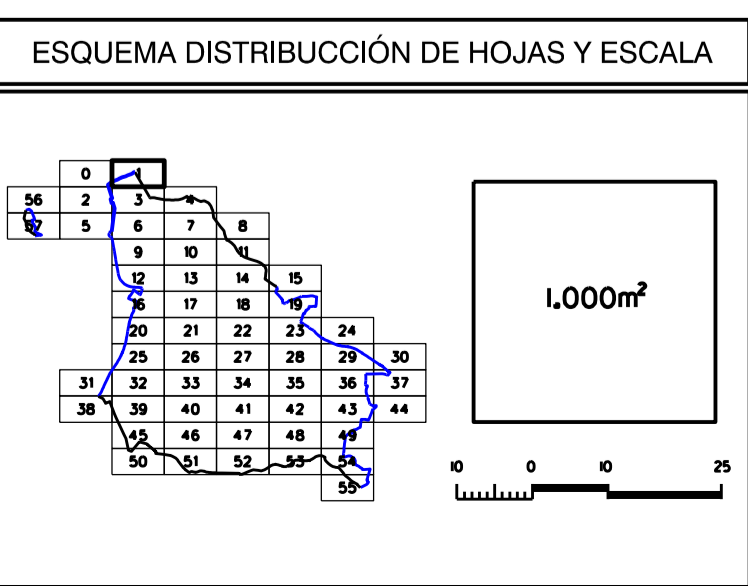 ESQUEMA DISTRIBUCCIÓN DE HOJAS Y ESCALA
0 1
56 2 3 4
57 5 6 7 8
9 10 11
12 13 14 15
16 17 18 19
20 21 22 23 24
25 26 27 28 29 30
31 32 33 34 35 36 37
38 39 40 41 42 43 44
45 46 47 48 49
50 51 52 53 54
55
1.000m²
10 0 10 25